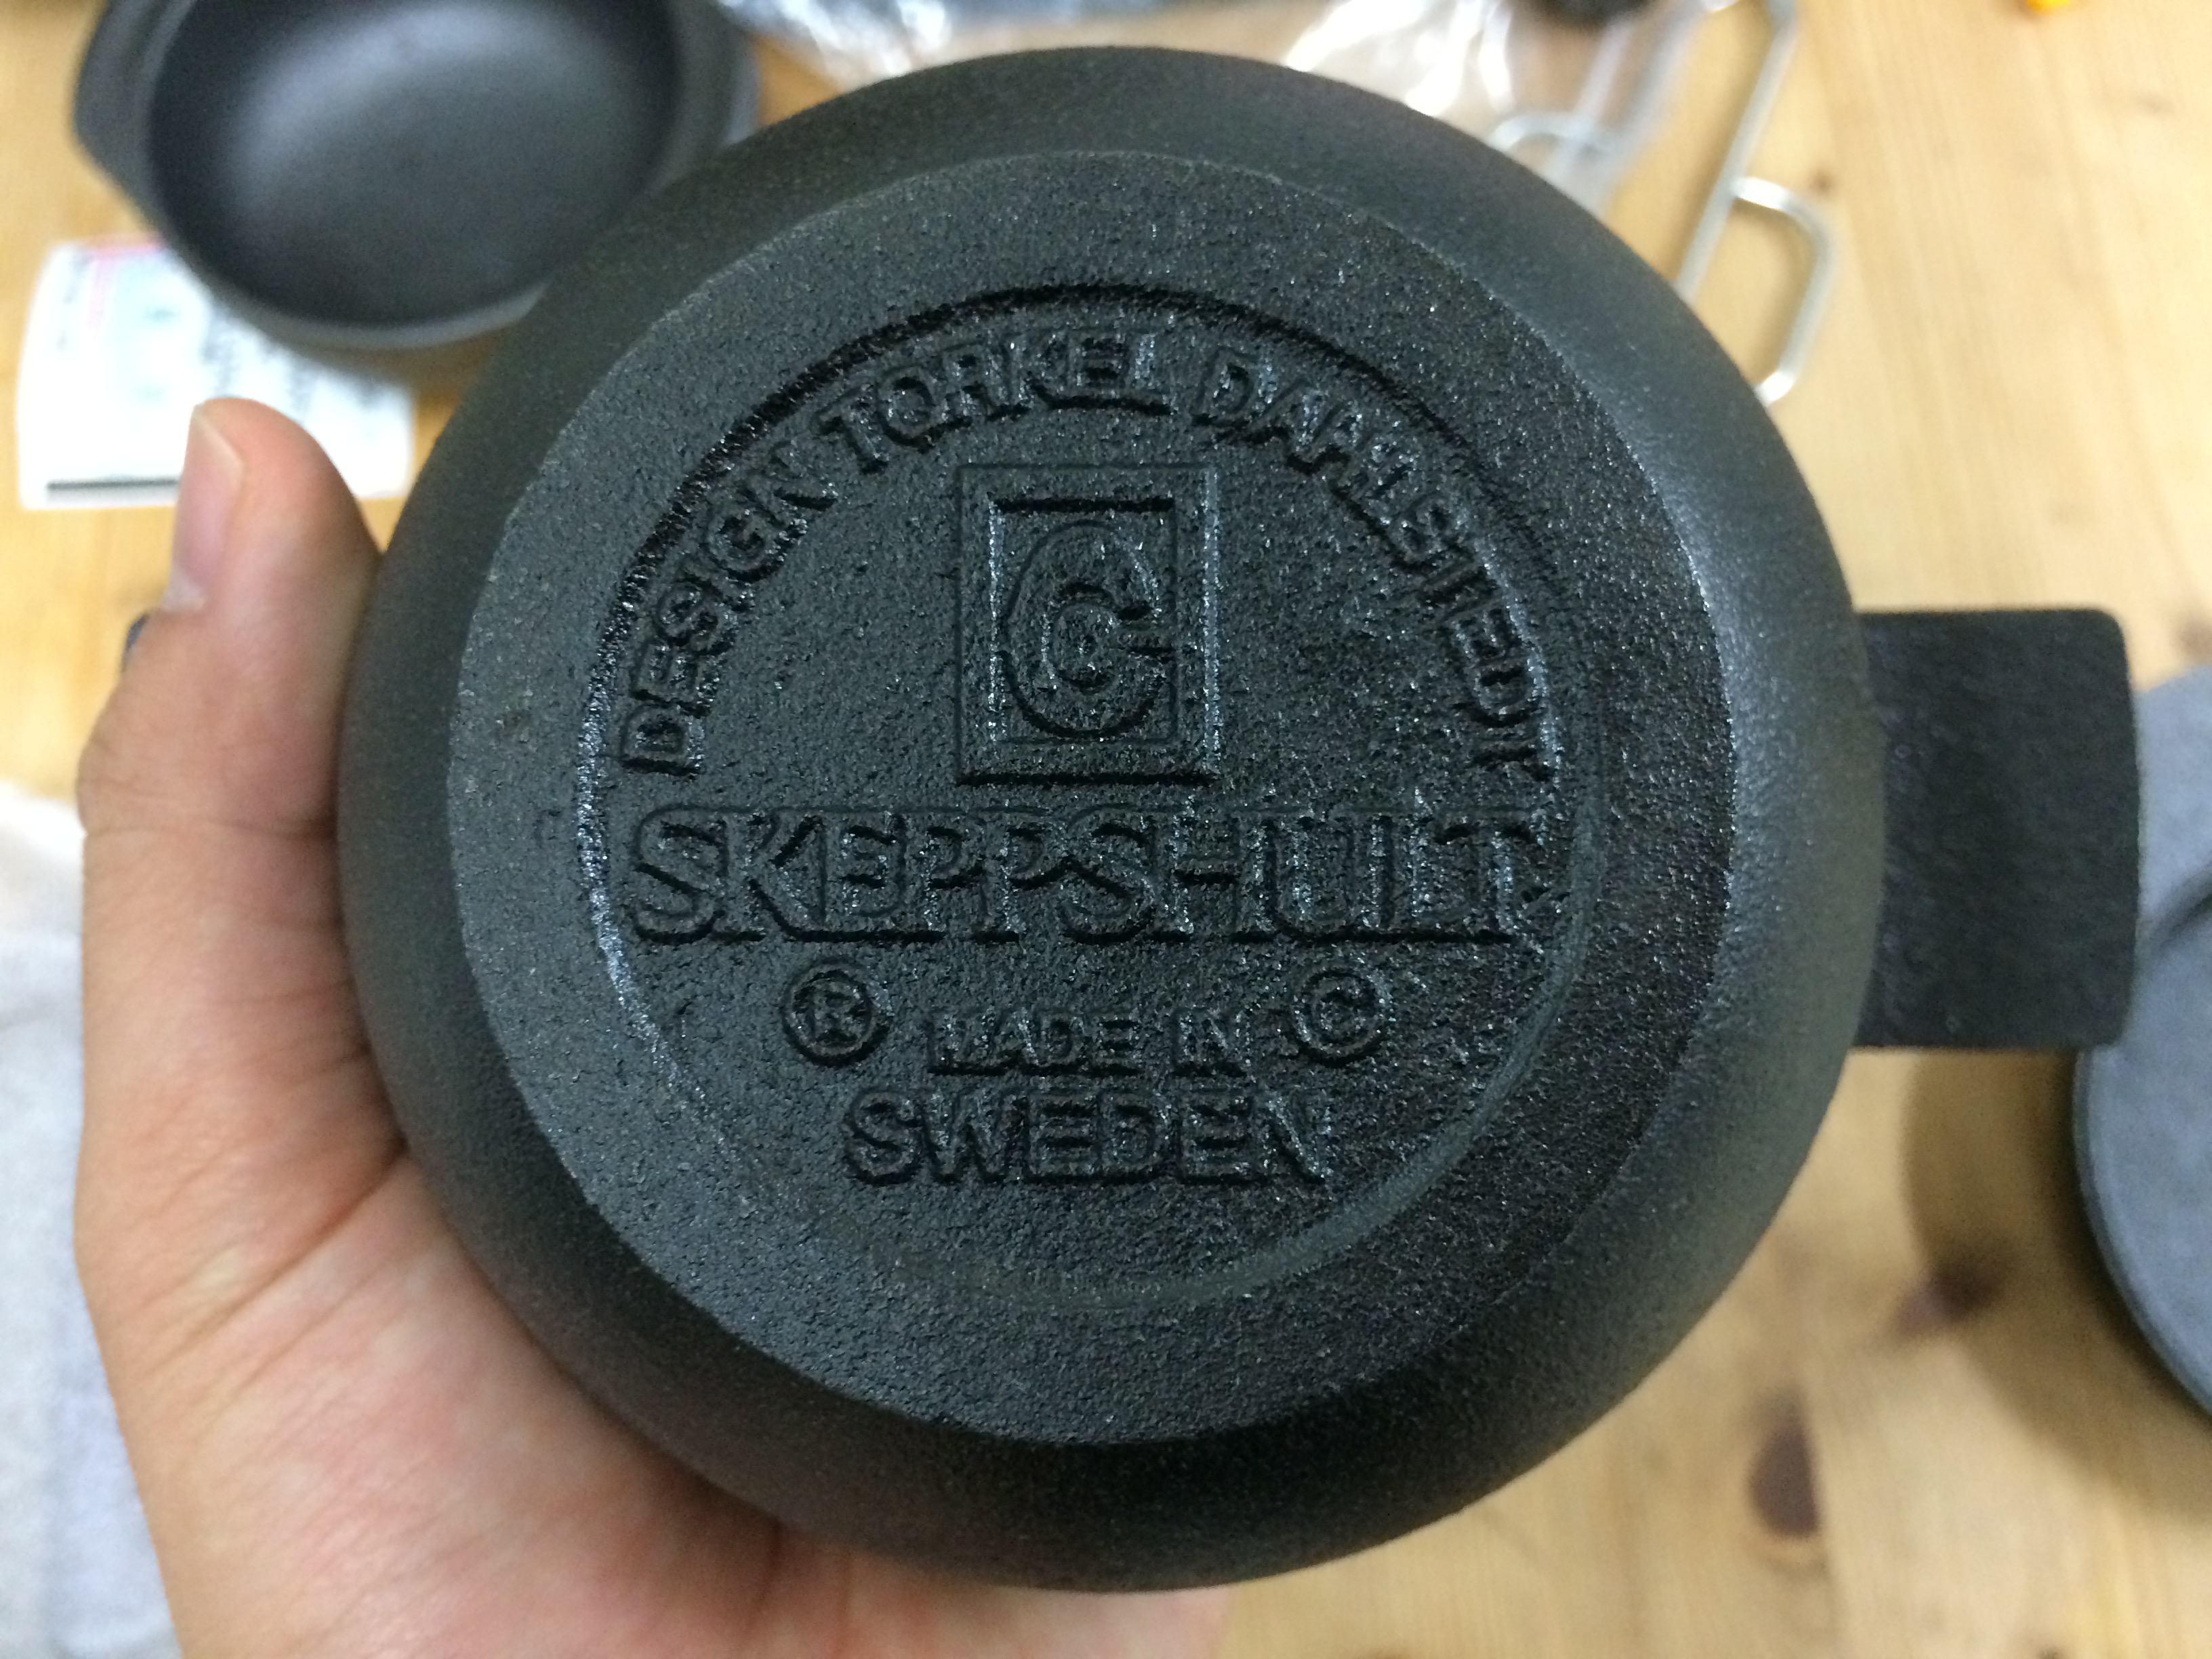 DESIGN TORKEL DAHLSTEDT
G
SKEPPSHULT
® MADE IN ©
SWEDEN